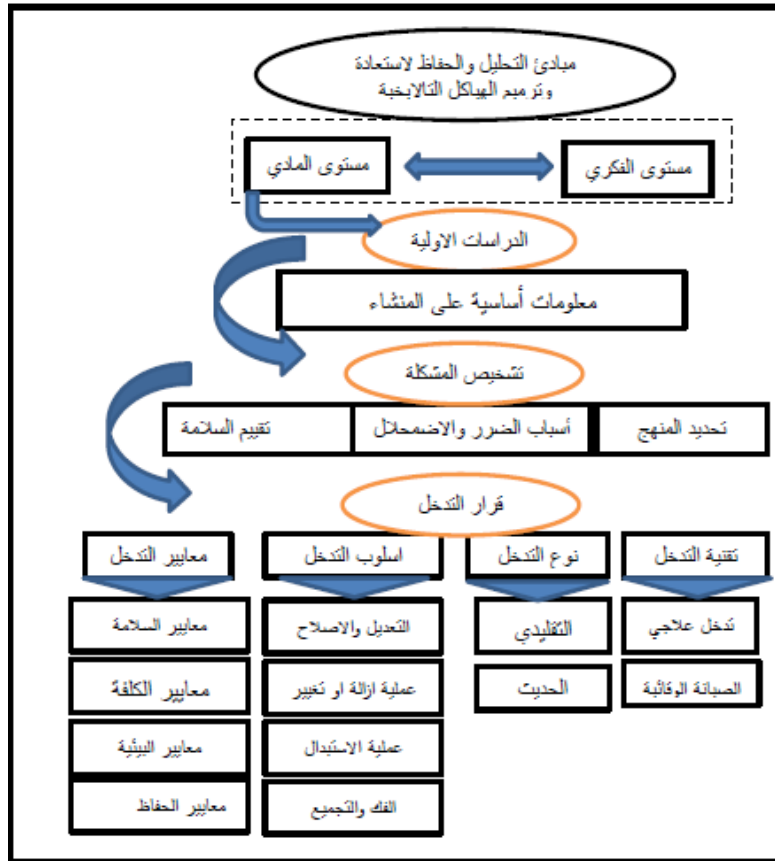 مبادئ التحليل والحفاظ لاستعادة
وترميم الهياكل التالايخية
مستوى الفكري
مستوى المادي
الدراسات الاولية
معلومات أساسية على المنشاء
تشخيص المشكلة
تحديد المنهج
أسباب الضرر والاضمحلال
تقييم السلامة
قرار التدخل
تقنية التدخل
نوع التدخل
اسلوب التدخل
معايير التدخل
تدخل علاجي
التقليدي
التعديل والاصلاح
معايير السلامة
الصيانة الوقائية
الحديث
عملية ازالة او تغيير
معايير الكلفة
عملية الاستبدال
معايير البيئية
الفك والتجميع
معايير الحفاظ